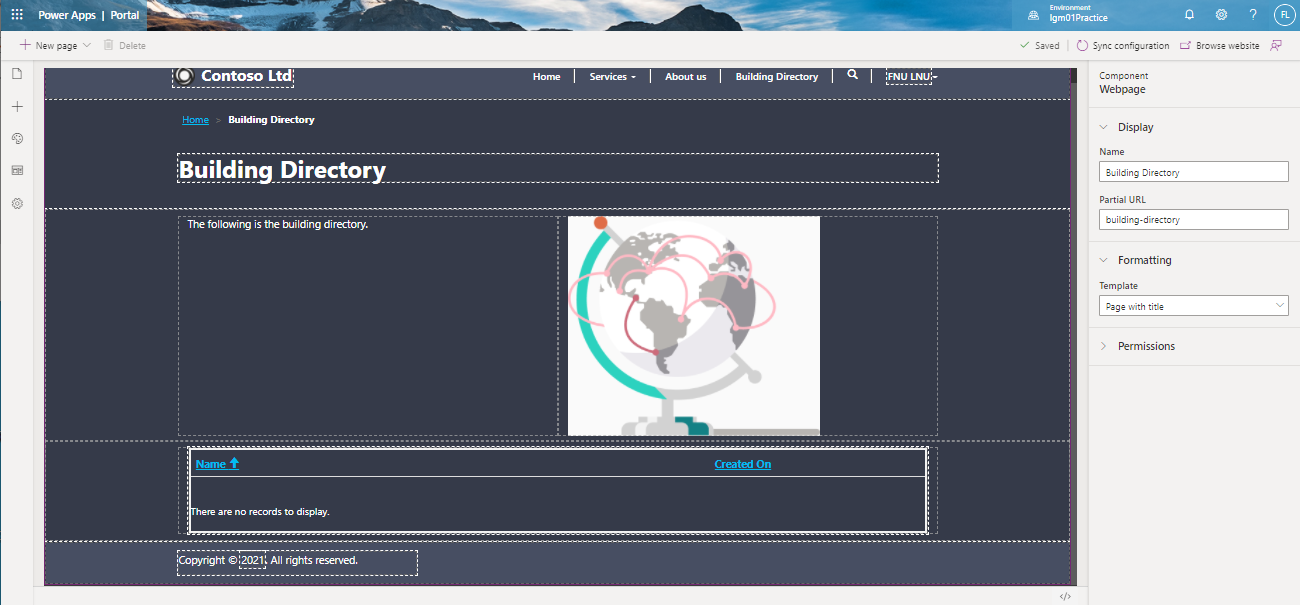 Power Apps | Portal
Environment
lgm01Practice
?
FL
New page
Delete
Saved
Sync configuration
Browse website
Contoso Ltd
Home
Services
About us
Building Directory
FNU LNU
Home > Building Directory
Building Directory
The following is the building directory.
Name
Created On
There are no records to display.
Copyright © 2021. All rights reserved.
</>
Component
Webpage
Display
Name
Building Directory
Partial URL
building-directory
Formatting
Template
Page with title
Permissions